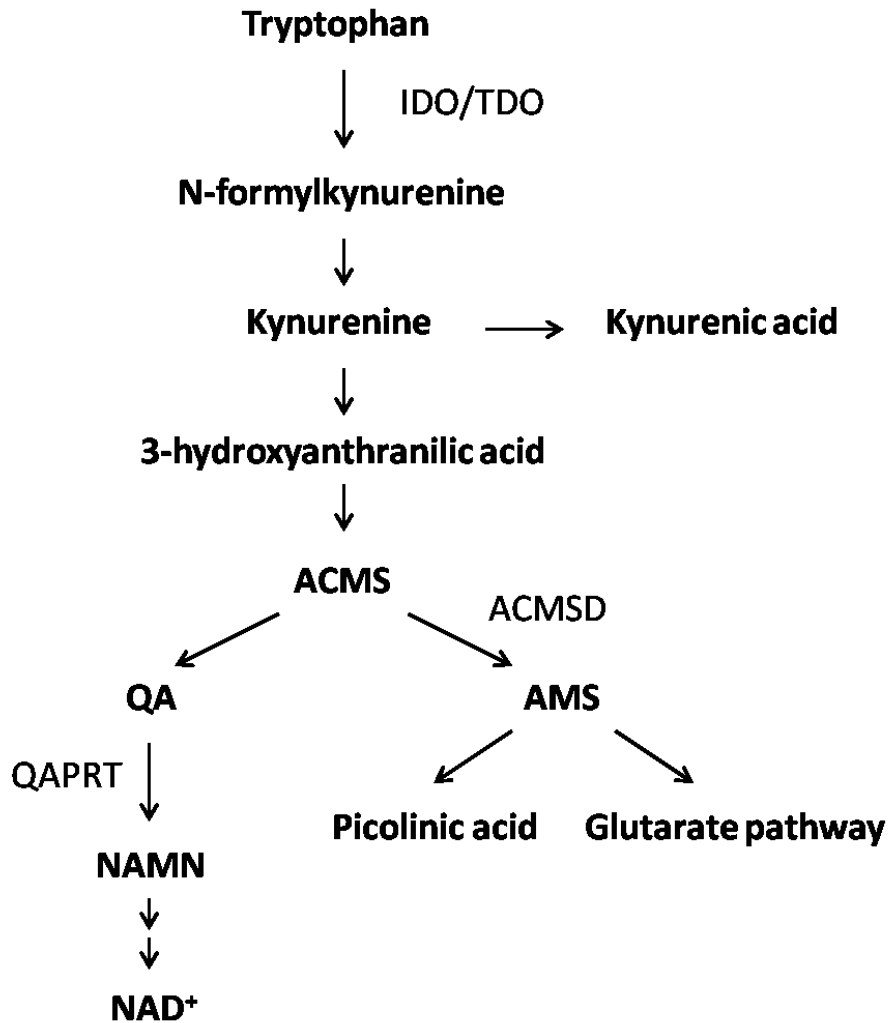 Tryptophan
IDO/TDO
N-formylkynurenine
Kynurenine
Kynurenic acid
3-hydroxyanthranilic acid
ACMS
ACMSD
QA
AMS
QAPRT
Picolinic acid
Glutarate pathway
NAMN
NAD⁺